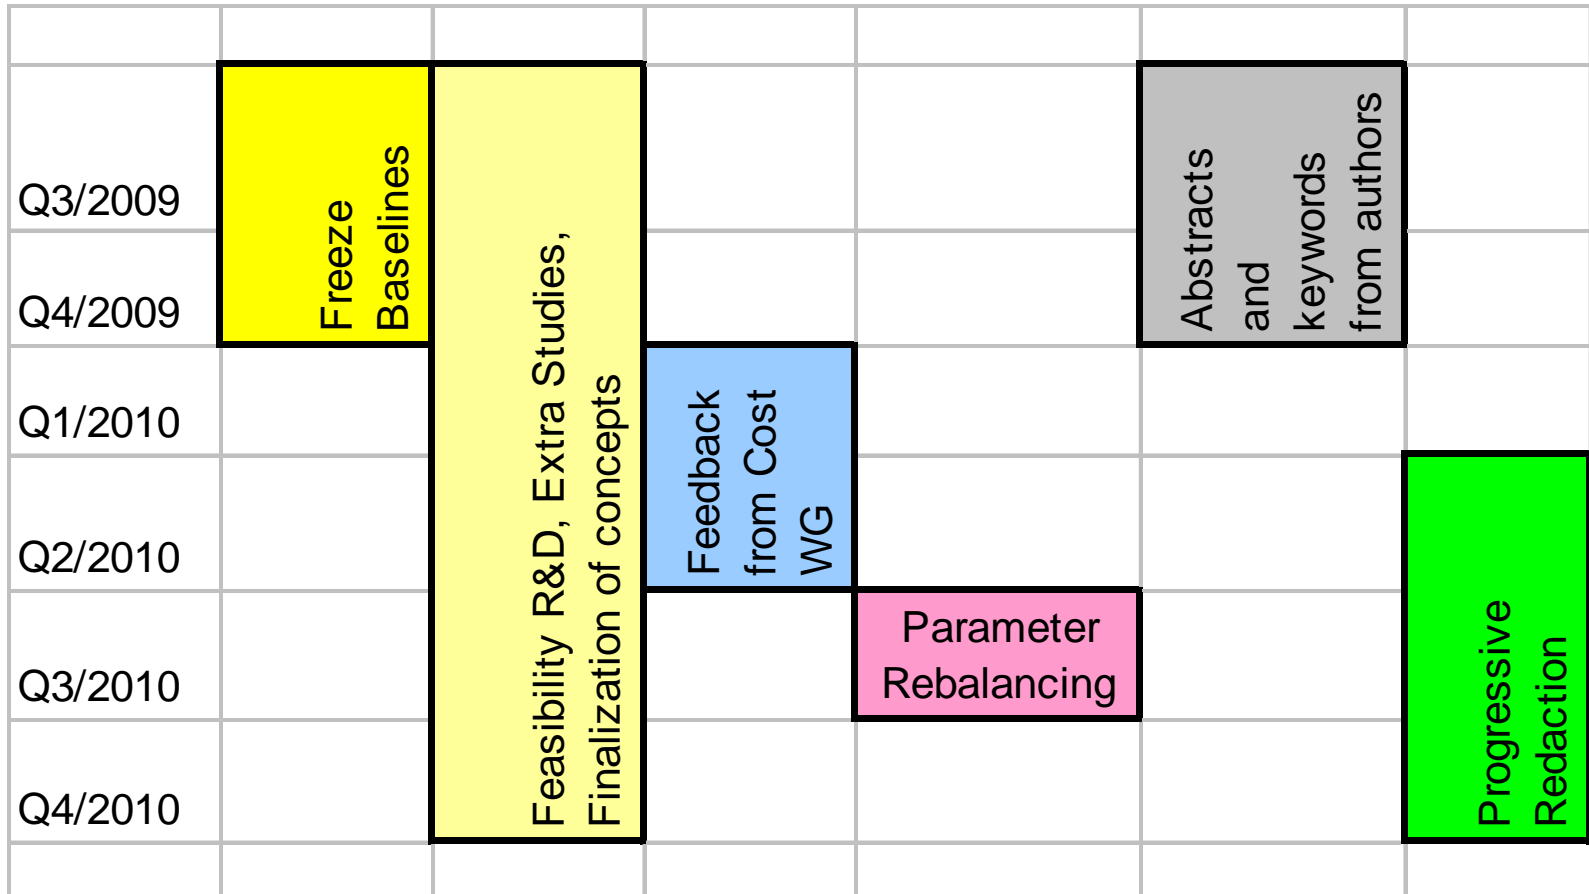 Q3/2009
Q4/2009
Q1/2010
Q2/2010
Q3/2010
Q4/2010
Freeze
Baselines
Feasibility R&D, Extra Studies,
Finalization of concepts
Feedback
from Cost
WG
Parameter
Rebalancing
Abstracts
and
keywords
from authors
Progressive
Redaction